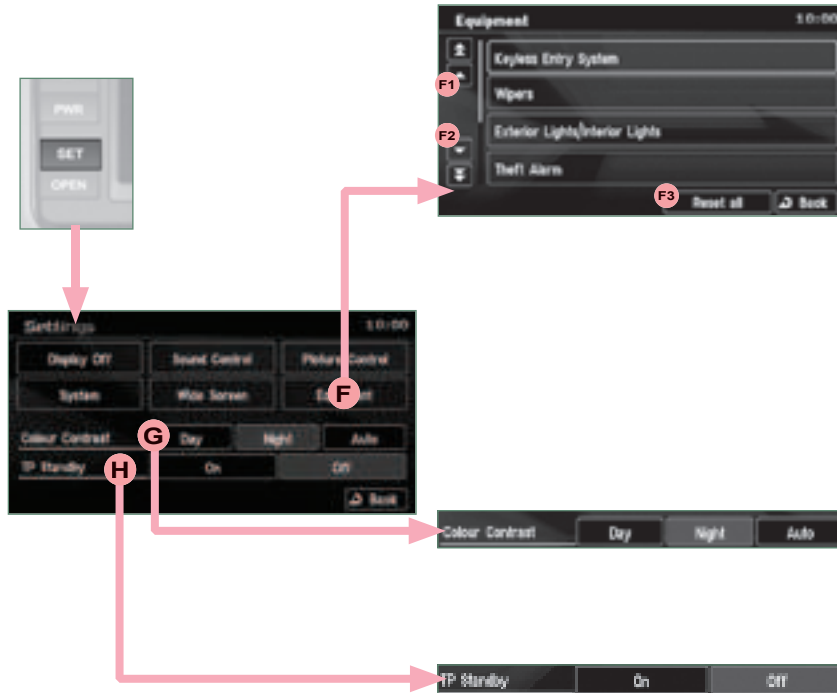 Equipment 10:00
Keyless Entry System
F1
Wipers
F2
Exterior Lights/Interior Lights
Theft Alarm
F3
Reset all Back
PWR
SET
OPEN
Settings 10:00
Display Off Sound Control Picture Control
System Wide Screen F
G
Colour Contrast Day Night Auto
H
TP Standby On Off
Back
Colour Contrast Day Night Auto
TP Standby On Off